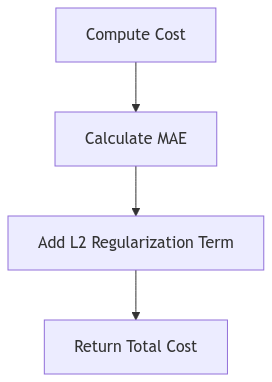 Compute Cost
Calculate MAE
Add L2 Regularization Term
Return Total Cost